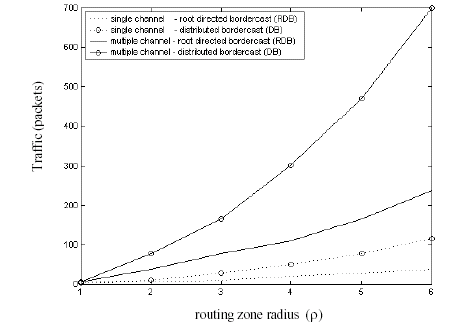 700
600
500
400
300
200
100
0
Traffic (packets)
single channel - root directed bordercast (RDB)
single channel - distributed bordercast (DB)
multiple channel - root directed bordercast (RDB)
multiple channel - distributed bordercast (DB)
1 2 3 4 5 6
routing zone radius (ρ)